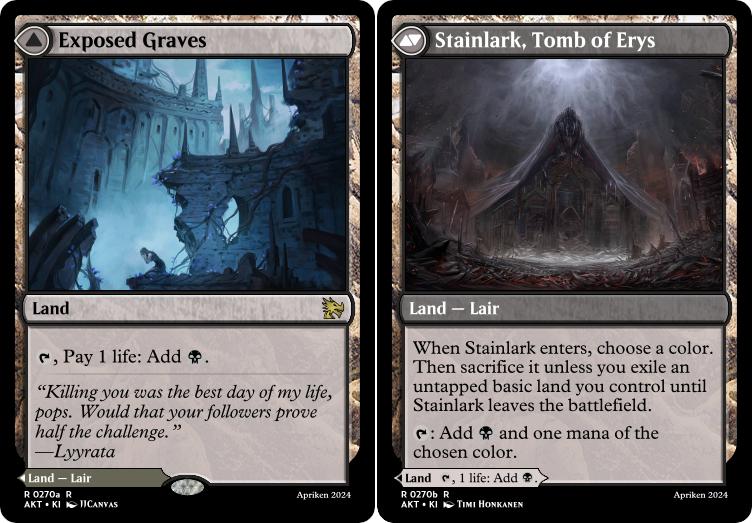 Exposed Graves
Land
, Pay 1 life: Add .
“Killing you was the best day of my life,
pops. Would that your followers prove
half the challenge.”
—Lyyrata
Land — Lair
R 0270a R
AKT • KI JJCanvas
Apriken 2024
Stainlark, Tomb of Erys
Land — Lair
When Stainlark enters, choose a color.
Then sacrifice it unless you exile an
untapped basic land you control until
Stainlark leaves the battlefield.
: Add and one mana of the
chosen color.
Land , 1 life: Add .
R 0270b R
AKT • KI Timi Honkanen
Apriken 2024